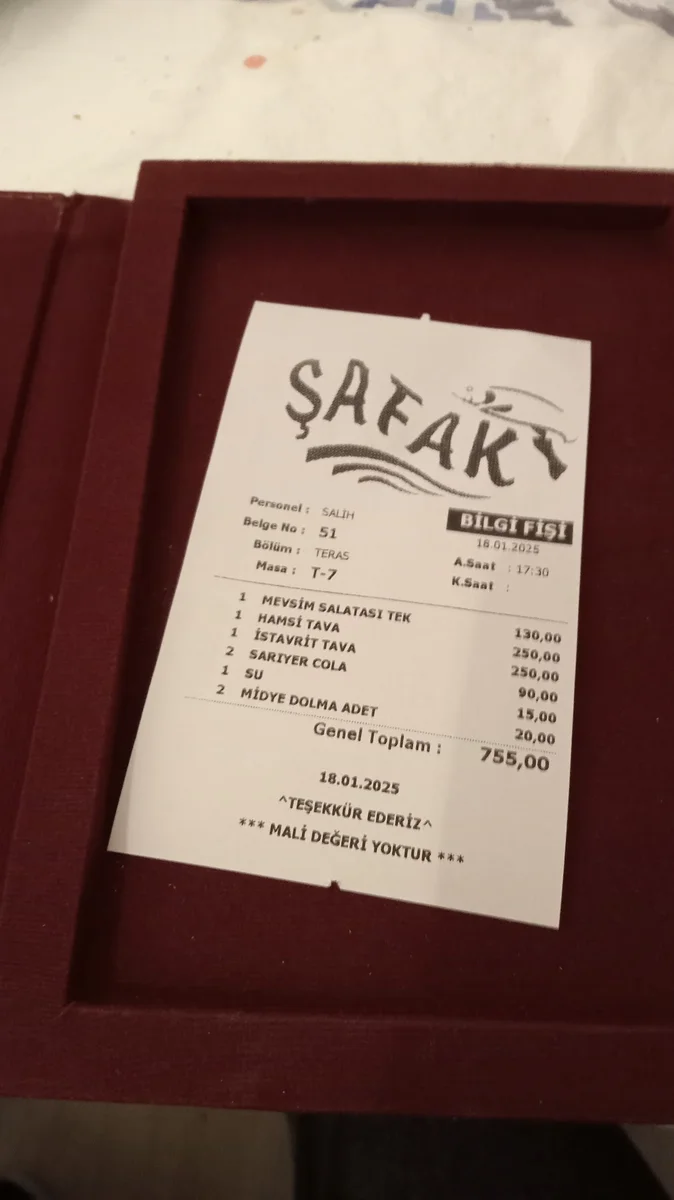 ŞAFAK
BİLGİ FİŞİ
Personel : SALİH
18.01.2025
Belge No : 51
A.Saat : 17:30
Bölüm : TERAS
K.Saat :
Masa : T-7
1 MEVSİM SALATASI TEK 130,00
1 HAMSİ TAVA 250,00
1 İSTAVRİT TAVA 250,00
2 SARIYER COLA 90,00
1 SU 15,00
2 MİDYE DOLMA ADET 20,00
Genel Toplam : 755,00
18.01.2025
^TEŞEKKÜR EDERİZ^
*** MALİ DEĞERİ YOKTUR ***